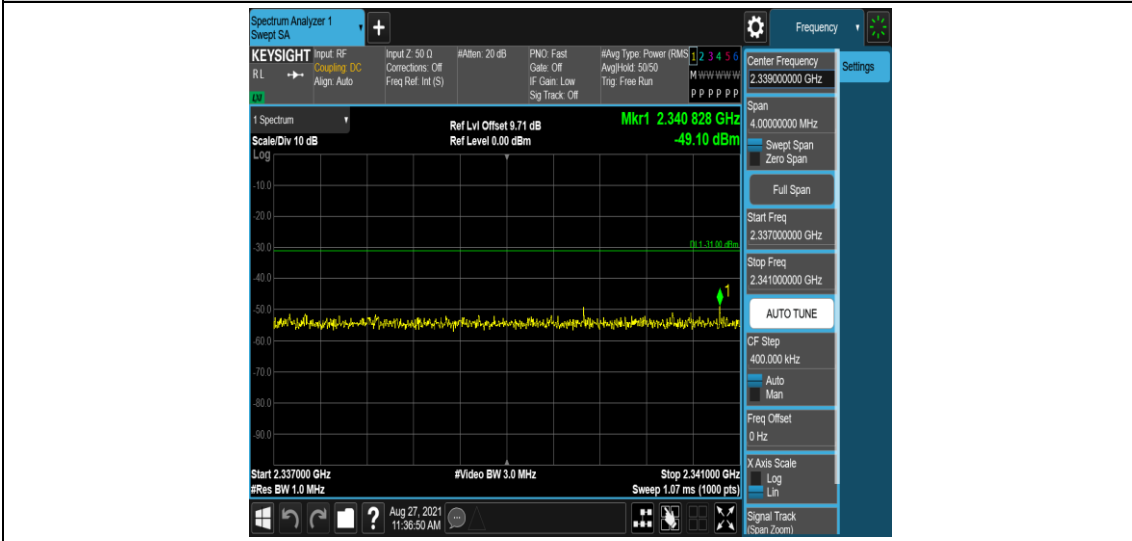 Spectrum Analyzer 1
Swept SA
+
Frequency
KEYSIGHT
RL
Input: RF
Coupling: DC
Align: Auto
Input Z: 50 Ω
Corrections: Off
Freq Ref: Int (S)
#Atten: 20 dB
PNO: Fast
Gate: Off
IF Gain: Low
Sig Track: Off
#Avg Type: Power (RMS
Avg|Hold: 50/50
Trig: Free Run
1 2 3 4 5 6
M W W W W W
P P P P P P
1 Spectrum
Scale/Div 10 dB
Log
Ref Lvl Offset 9.71 dB
Ref Level 0.00 dBm
Mkr1 2.340 828 GHz
-49.10 dBm
-10.0
-20.0
-30.0
DL1 -31.00 dBm
-40.0
1
-50.0
-60.0
-70.0
-80.0
-90.0
Start 2.337000 GHz
#Res BW 1.0 MHz
#Video BW 3.0 MHz
Stop 2.341000 GHz
Sweep 1.07 ms (1000 pts)
?
Aug 27, 2021
11:36:50 AM
Center Frequency
2.339000000 GHz
Settings
Span
4.00000000 MHz
Swept Span
Zero Span
Full Span
Start Freq
2.337000000 GHz
Stop Freq
2.341000000 GHz
AUTO TUNE
CF Step
400.000 kHz
Auto
Man
Freq Offset
0 Hz
X Axis Scale
Log
Lin
Signal Track
(Span Zoom)